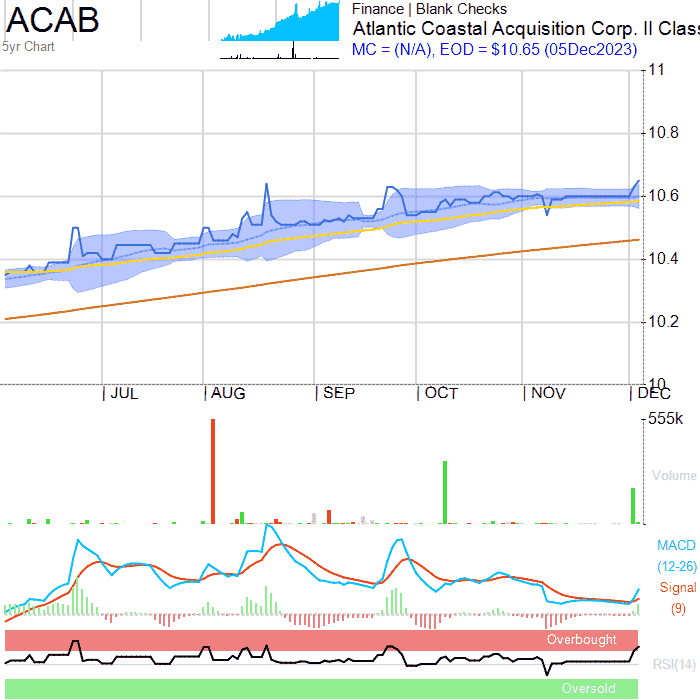 ACAB
5yr Chart
Finance | Blank Checks
Atlantic Coastal Acquisition Corp. II Clas
MC = (N/A), EOD = $10.65 (05Dec2023)
11
10.8
10.6
10.4
10.2
10
JUL AUG SEP OCT NOV DEC
555k
Volume
MACD
(12-26)
Signal
(9)
Overbought
RSI(14)
Oversold